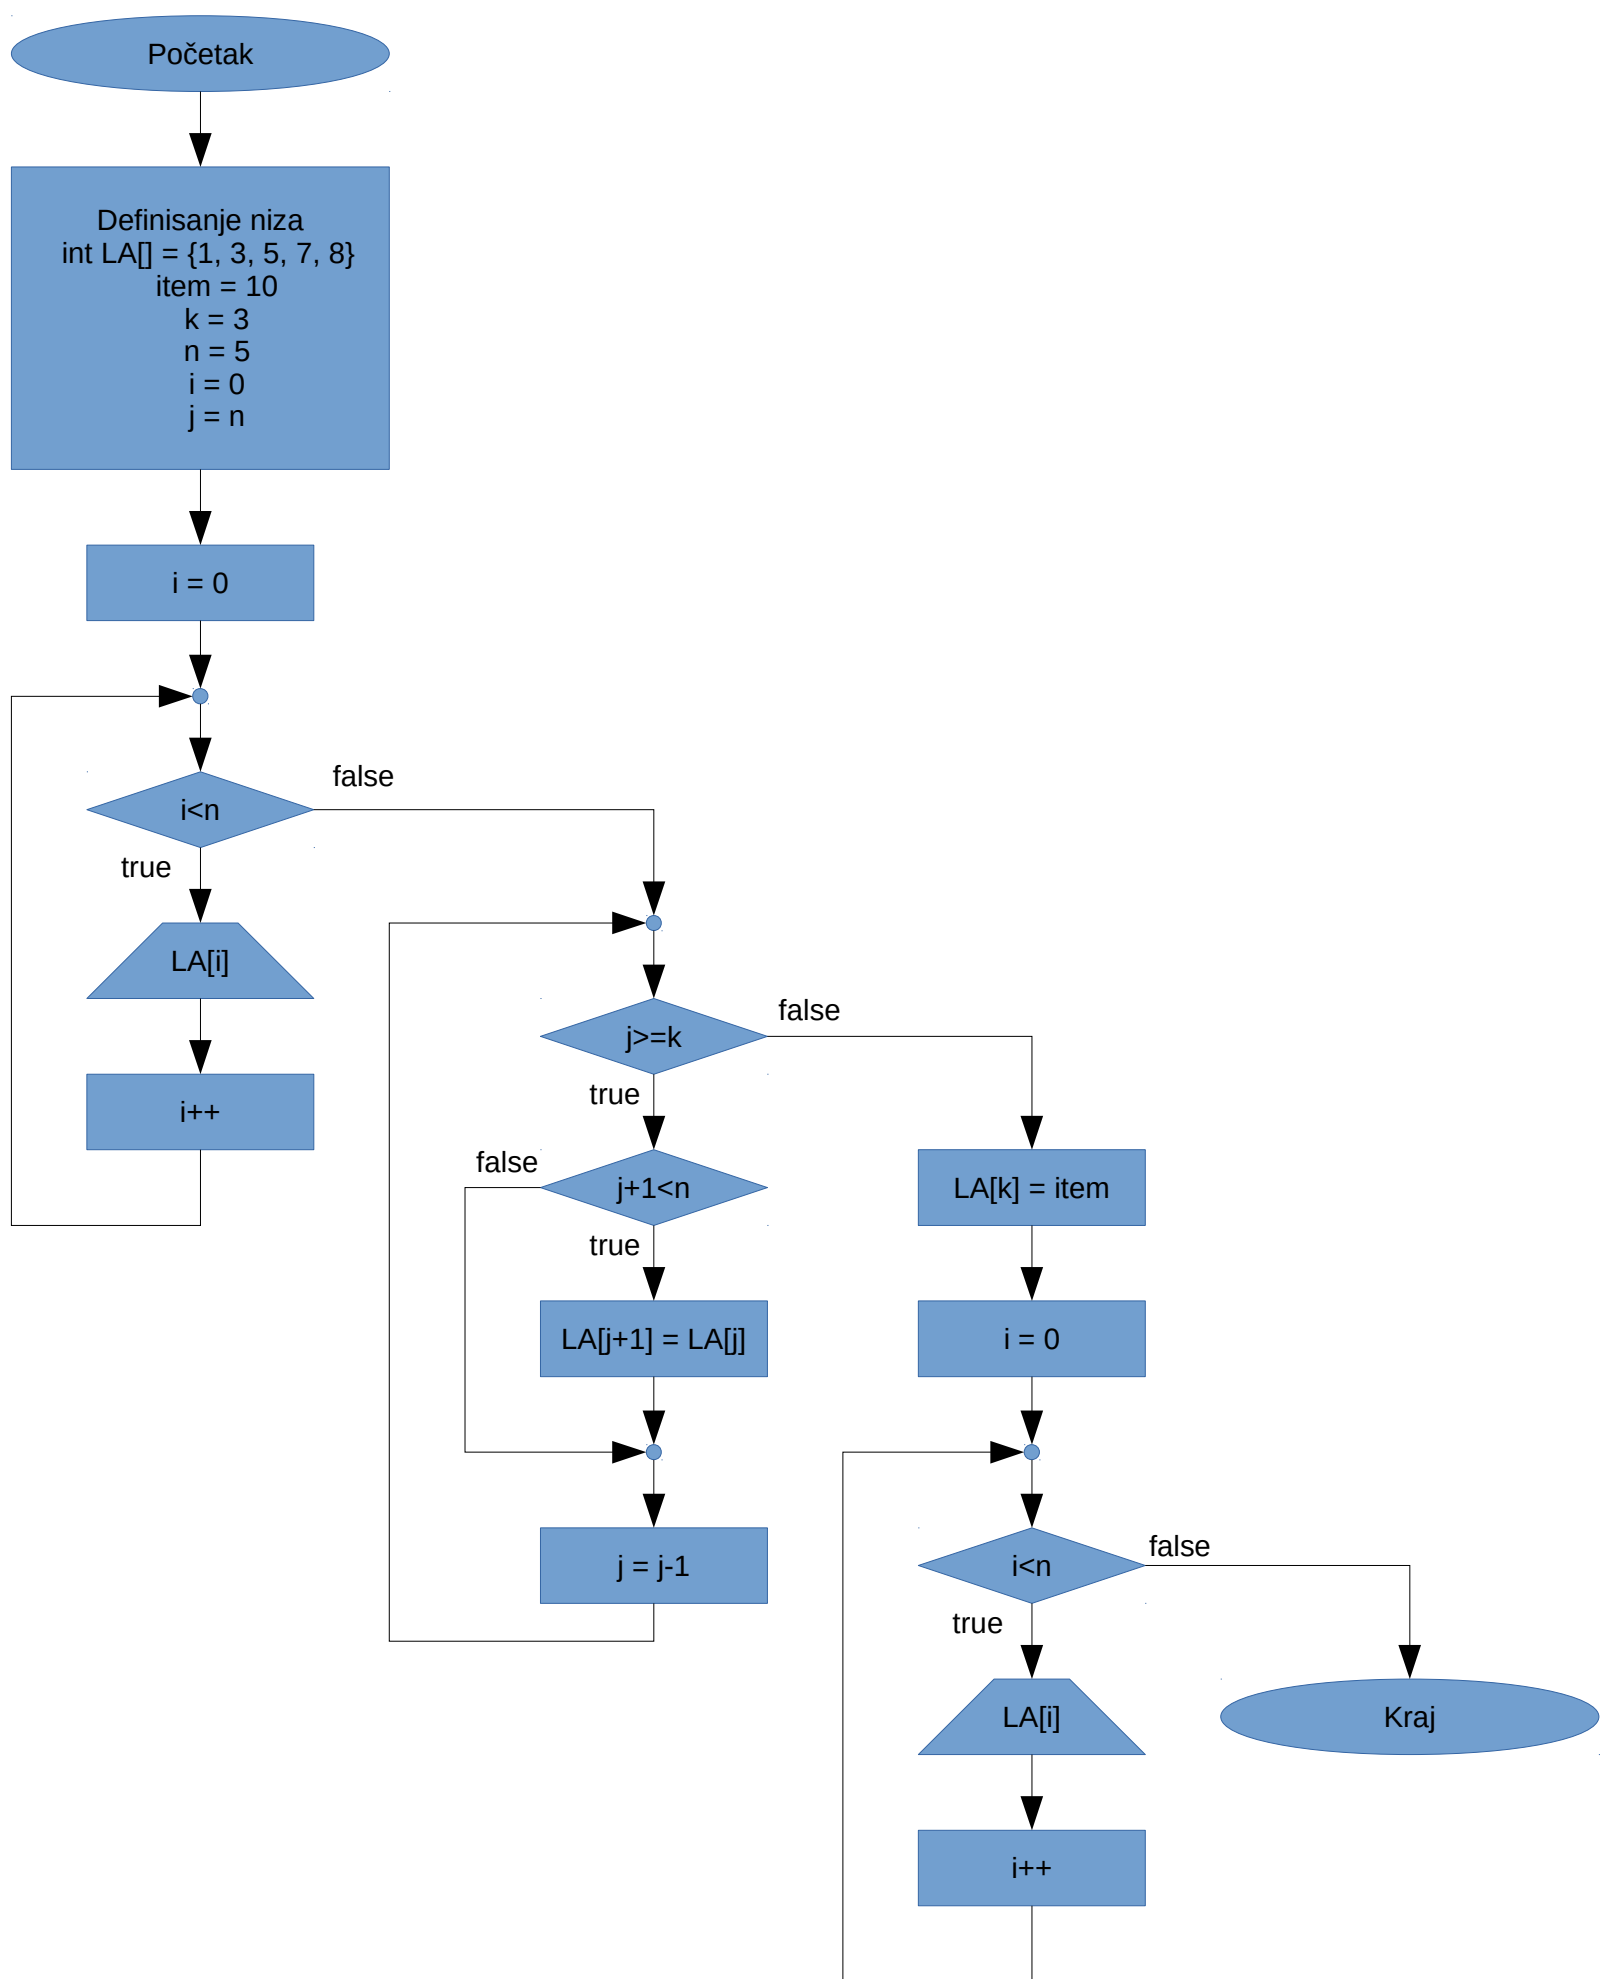 Početak
Definisanje niza
int LA[] = {1, 3, 5, 7, 8}
item = 10
k = 3
n = 5
i = 0
j = n
i = 0
i<n
false
true
LA[i]
i++
j>=k
false
true
j+1<n
false
true
LA[j+1] = LA[j]
j = j-1
LA[k] = item
i = 0
i<n
false
true
LA[i]
i++
Kraj